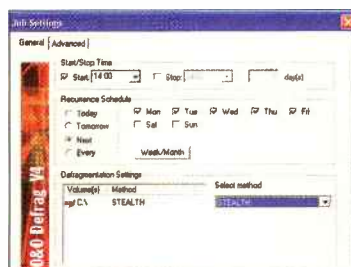 Job Settings
General Advanced
Start/Stop Time
Start 14:00 Stop: day(s)
Recurrence Schedule
Today Mon Tue Wed Thu Fri
Tomorrow Sat Sun
Next
Every Week/Month
Defragmentation Settings
Volume(s) Method
C:\ STEALTH
Select method
STEALTH
O&O Defrag V4